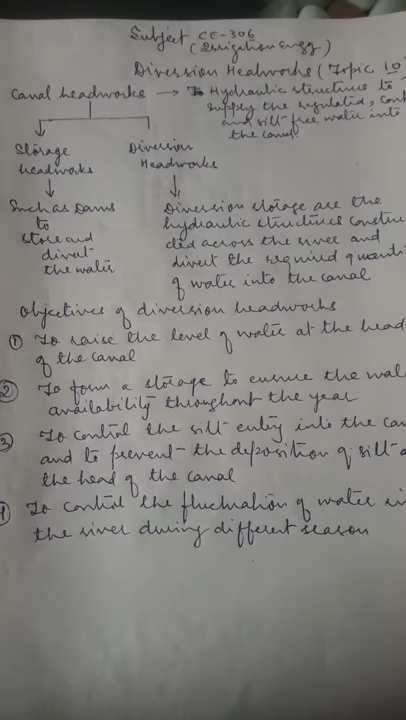 Subject CE-306
(Irrigation Engg)
Diversion Headworks (Topic 10
Canal headworks → To Hydraulic structure to
supply the regulated,
and silt-free water into
the canal.
Storage
headworks
Diversion
Headworks
Such as Dams
to
store and
divert
the water
Diversion storage are the
hydraulic structure constru
cted across the river and
divert the required quanti
of water into the canal
Objectives of diversion headworks
① To raise the level of water at the head
of the canal
② To form a storage to ensure the wat
availability throughout the year
③ To control the silt entry into the can
and to prevent the deposition of silt a
the head of the canal
④ To control the fluctuation of water in
the river during different season